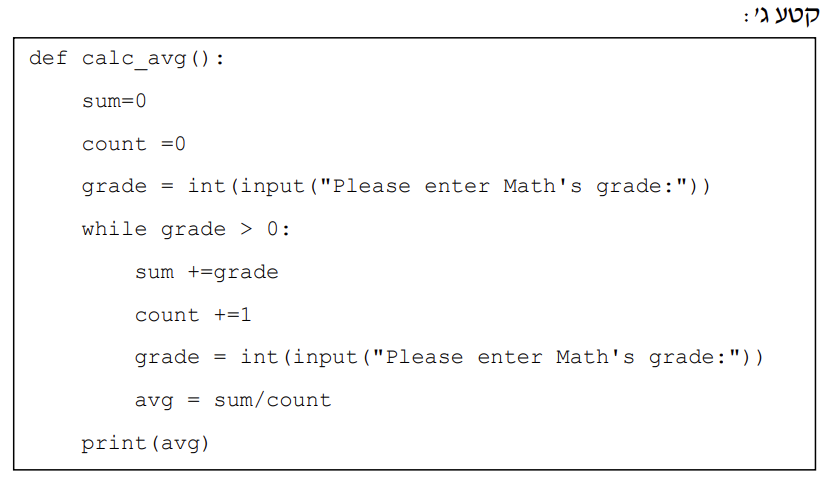 קטע ג':
def calc_avg():
    sum=0
    count =0
    grade = int(input("Please enter Math's grade:"))
    while grade > 0:
        sum +=grade
        count +=1
        grade = int(input("Please enter Math's grade:"))
        avg = sum/count
    print(avg)